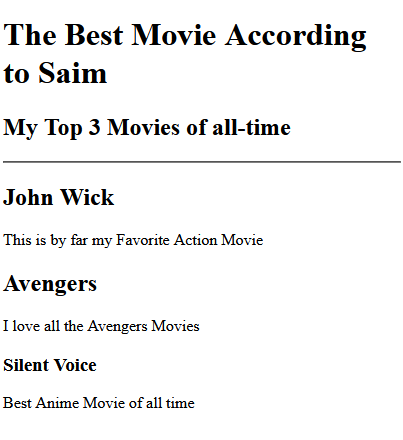 The Best Movie According
to Saim
My Top 3 Movies of all-time
John Wick
This is by far my Favorite Action Movie
Avengers
I love all the Avengers Movies
Silent Voice
Best Anime Movie of all time